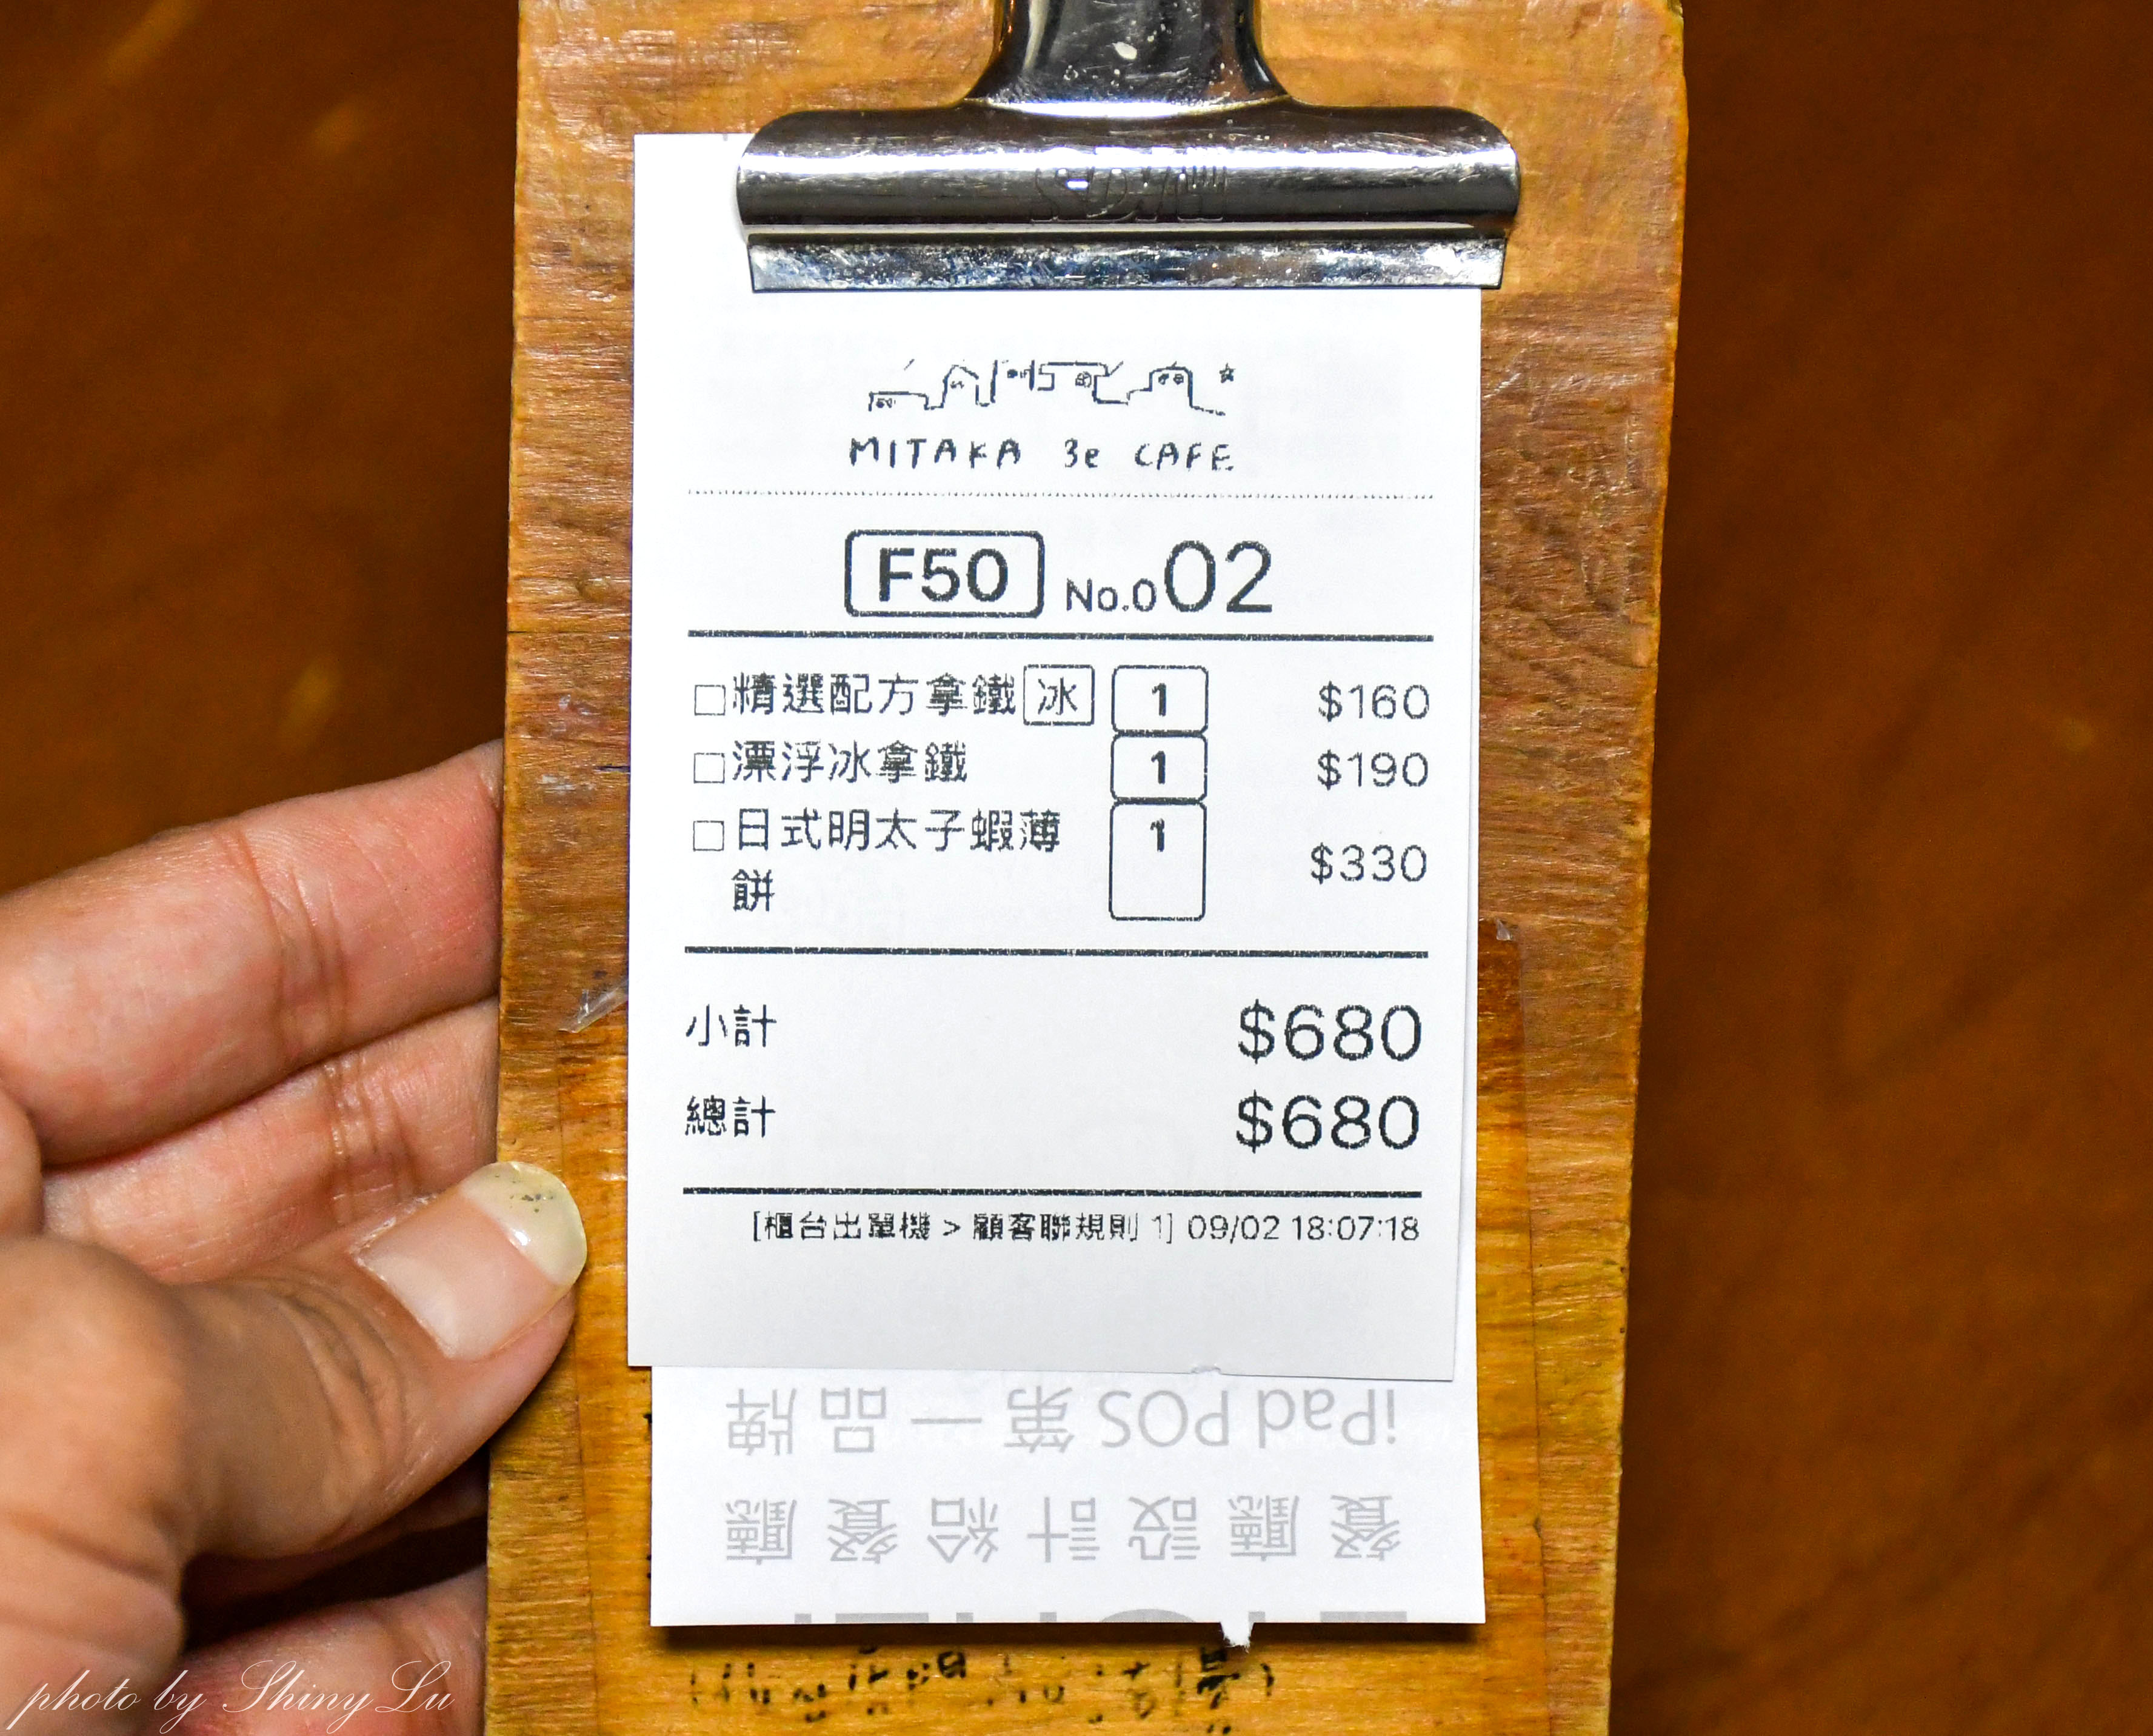 MITAKA 3e CAFE
F50 No.002
□精選配方拿鐵 冰 1 $160
□漂浮冰拿鐵 1 $190
□日式明太子蝦薄 1 $330
餅
小計 $680
總計 $680
[櫃台出單機 > 顧客聯規則 1] 09/02 18:07:18
iPad POS 第一品牌
餐廳設計給餐廳
photo by Shiny Lu